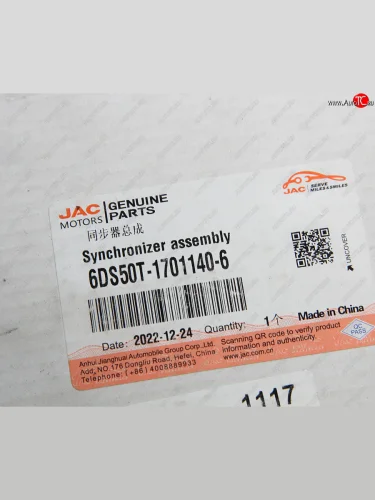 JAC MOTORS GENUINE PARTS
JAC SERVE MILES & SMILES
同步器总成
Synchronizer assembly
6DS50T-1701140-6
UNCOVER
Date: 2022-12-24
Quantity: 1个
Made in China
Anhui Jianghuai Automobile Group Corp.,Ltd.
Add: NO.176 Dongliu Road, Hefei, China
Telephone: (+86) 4008889933
Scanning QR code to verify product
information and authenticity.
www.jac.com.cn
QC PASS
1117